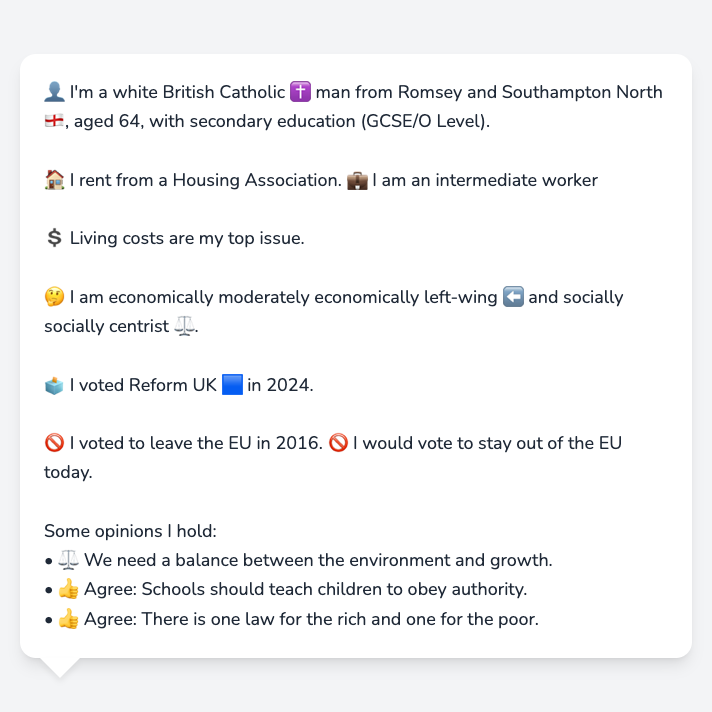 👤 I'm a white British Catholic ✝️ man from Romsey and Southampton North
🏴󠁧󠁢󠁥󠁮󠁧󠁿, aged 64, with secondary education (GCSE/O Level).
🏠 I rent from a Housing Association. 💼 I am an intermediate worker
💲 Living costs are my top issue.
🤔 I am economically moderately economically left-wing ⬅️ and socially
socially centrist ⚖️.
🗳️ I voted Reform UK 🟦 in 2024.
🚫 I voted to leave the EU in 2016. 🚫 I would vote to stay out of the EU
today.
Some opinions I hold:
• ⚖️ We need a balance between the environment and growth.
• 👍 Agree: Schools should teach children to obey authority.
• 👍 Agree: There is one law for the rich and one for the poor.